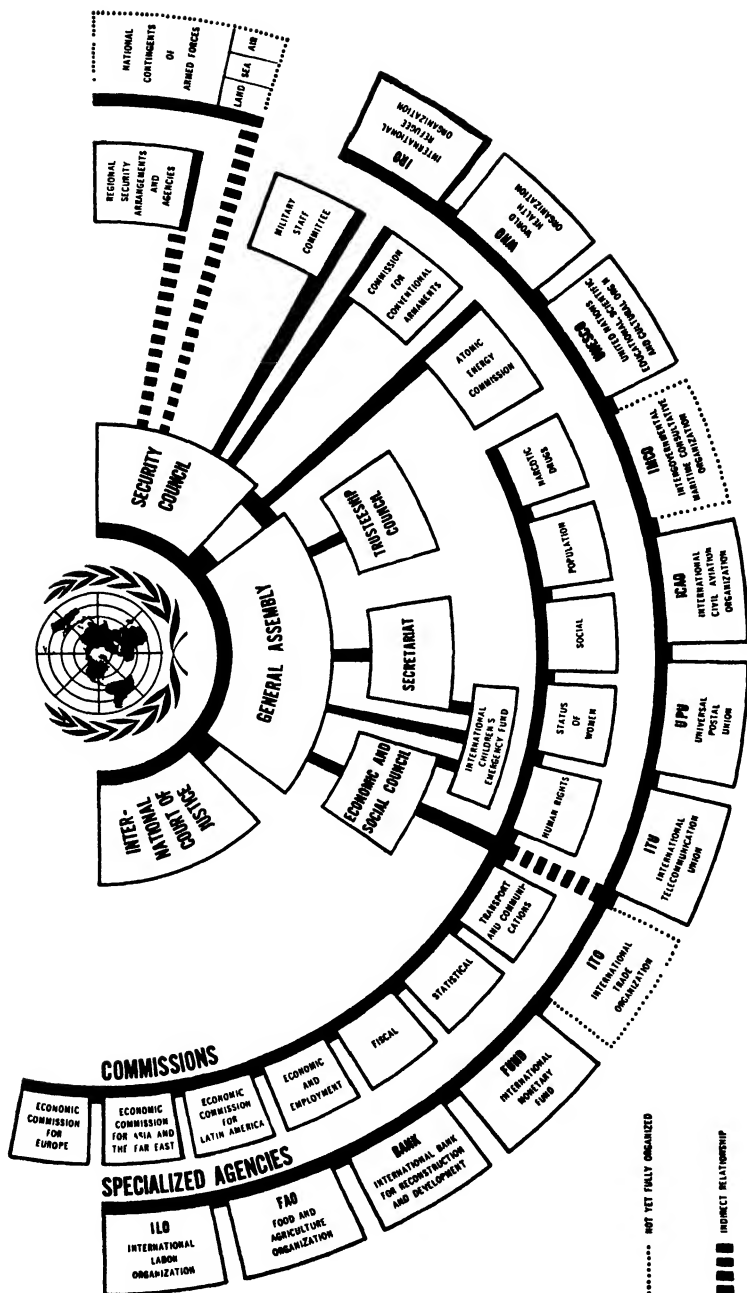 INTER-
NATIONAL
COURT OF
JUSTICE
GENERAL ASSEMBLY
SECURITY
COUNCIL
ECONOMIC AND
SOCIAL COUNCIL
SECRETARIAT
TRUSTEESHIP
COUNCIL
INTERNATIONAL
CHILDREN'S
EMERGENCY FUND
REGIONAL
SECURITY
ARRANGEMENTS
AND
AGENCIES
NATIONAL
CONTINGENTS
OF
ARMED FORCES
LAND
SEA
AIR
MILITARY
STAFF
COMMITTEE
COMMISSION
FOR
CONVENTIONAL
ARMAMENTS
ATOMIC
ENERGY
COMMISSION
COMMISSIONS
ECONOMIC
COMMISSION
FOR
EUROPE
ECONOMIC
COMMISSION
FOR ASIA AND
THE FAR EAST
ECONOMIC
COMMISSION
FOR
LATIN AMERICA
ECONOMIC
AND
EMPLOYMENT
FISCAL
STATISTICAL
TRANSPORT
AND COMMUNI-
CATIONS
HUMAN RIGHTS
STATUS
OF
WOMEN
SOCIAL
POPULATION
NARCOTIC
DRUGS
SPECIALIZED AGENCIES
ILO
INTERNATIONAL
LABOR
ORGANIZATION
FAO
FOOD AND
AGRICULTURE
ORGANIZATION
BANK
INTERNATIONAL BANK
FOR RECONSTRUCTION
AND DEVELOPMENT
FUND
INTERNATIONAL
MONETARY
FUND
ITO
INTERNATIONAL
TRADE
ORGANIZATION
ITU
INTERNATIONAL
TELECOMMUNICATION
UNION
UPU
UNIVERSAL
POSTAL
UNION
ICAO
INTERNATIONAL
CIVIL AVIATION
ORGANIZATION
IMCO
INTERGOVERNMENTAL
MARITIME CONSULTATIVE
ORGANIZATION
UNESCO
UNITED NATIONS
EDUCATIONAL, SCIENTIFIC
AND CULTURAL ORG'N
WHO
WORLD
HEALTH
ORGANIZATION
IRO
INTERNATIONAL
REFUGEE
ORGANIZATION
NOT YET FULLY ORGANIZED
INDIRECT RELATIONSHIP